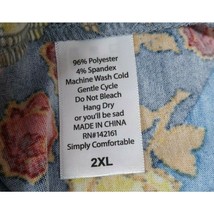 96% Polyester
4% Spandex
Machine Wash Cold
Gentle Cycle
Do Not Bleach
Hang Dry
or you'll be sad
MADE IN CHINA
RN#142161
Simply Comfortable
2XL